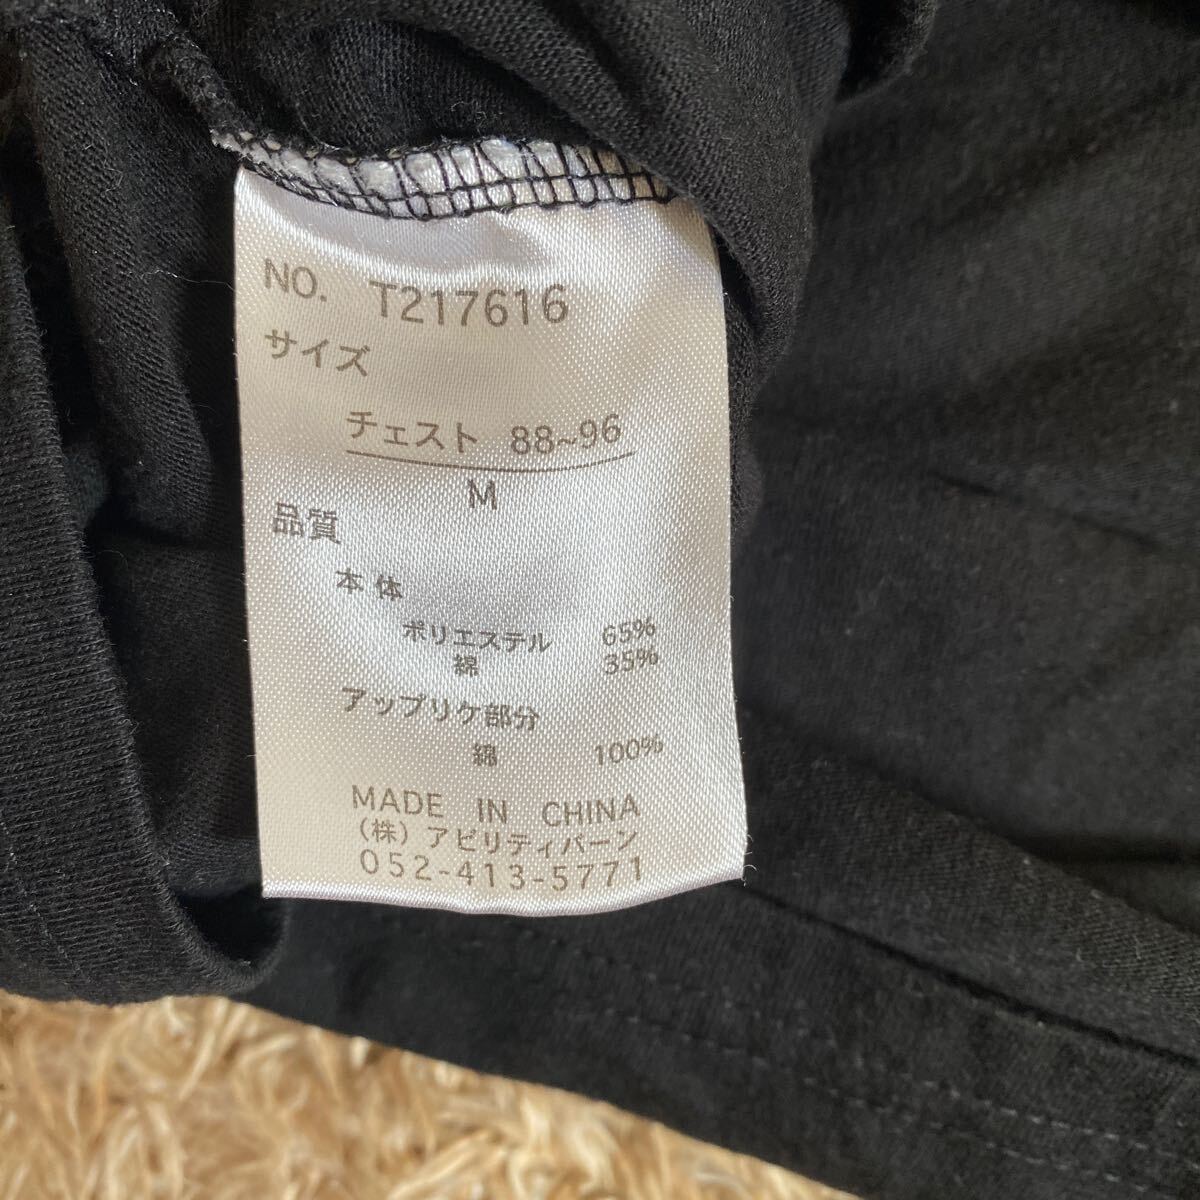 NO. T217616
サイズ
チェスト 88~96
M
品質
本体
ポリエステル 65%
綿 35%
アップリケ部分
綿 100%
MADE IN CHINA
(株)アビリティバーン
052-413-5771